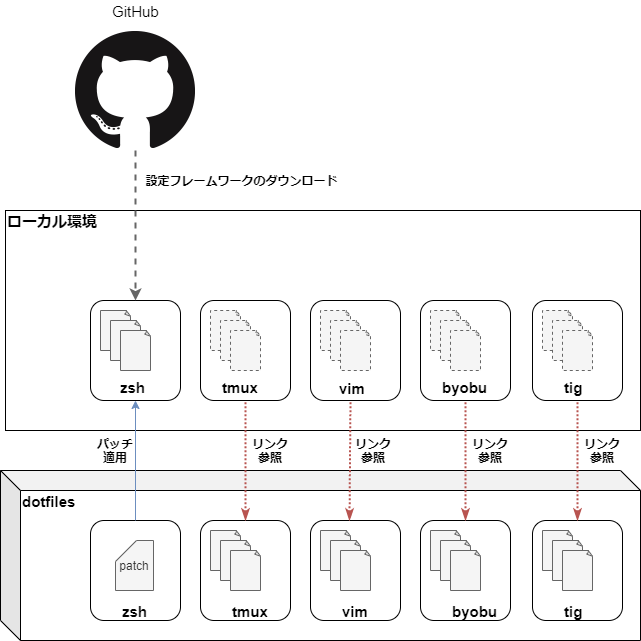 GitHub
設定フレームワークのダウンロード
ローカル環境
zsh
tmux
vim
byobu
tig
パッチ
適用
リンク
参照
リンク
参照
リンク
参照
リンク
参照
dotfiles
patch
zsh
tmux
vim
byobu
tig